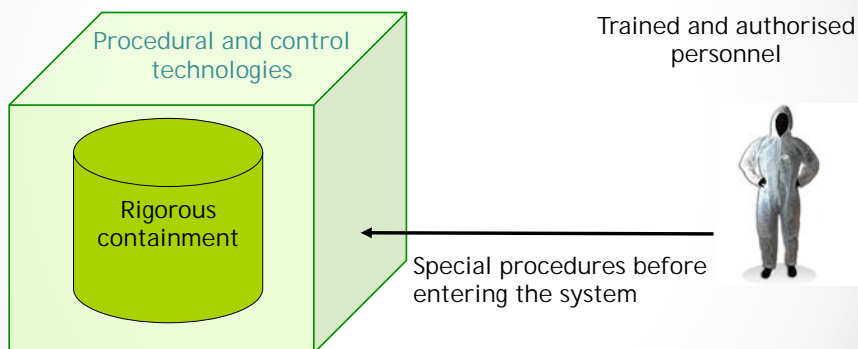 Procedural and control
technologies
Trained and authorised
personnel
Rigorous
containment
Special procedures before
entering the system